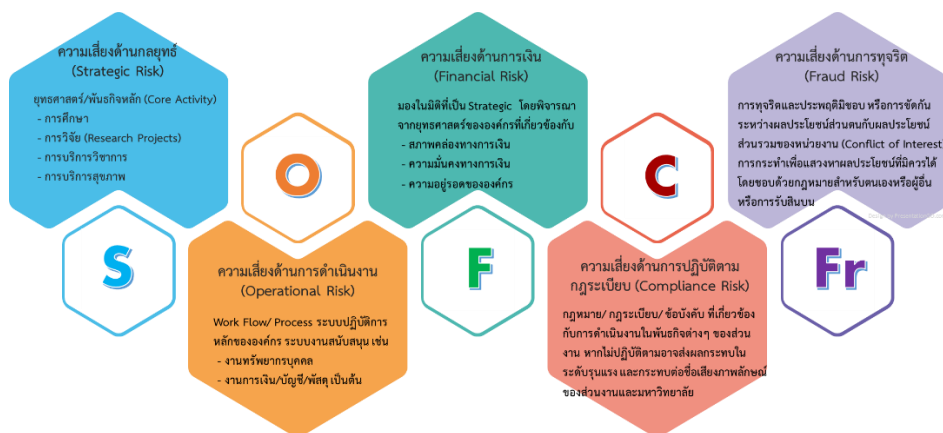 ความเสี่ยงด้านกลยุทธ์
(Strategic Risk)
ยุทธศาสตร์/พันธกิจหลัก (Core Activity)
- การศึกษา
- การวิจัย (Research Projects)
- การบริการวิชาการ
- การบริการสุขภาพ
S
O
ความเสี่ยงด้านการดำเนินงาน
(Operational Risk)
Work Flow/ Process ระบบปฏิบัติการ
หลักขององค์กร ระบบงานสนับสนุน เช่น
- งานทรัพยากรบุคคล
- งานการเงิน/บัญชี/พัสดุ เป็นต้น
ความเสี่ยงด้านการเงิน
(Financial Risk)
มองในมิติที่เป็น Strategic โดยพิจารณา
จากยุทธศาสตร์ขององค์กรที่เกี่ยวข้องกับ
- สภาพคล่องทางการเงิน
- ความมั่นคงทางการเงิน
- ความอยู่รอดขององค์กร
F
C
ความเสี่ยงด้านการปฏิบัติตาม
กฎระเบียบ (Compliance Risk)
กฎหมาย/ กฎระเบียบ/ ข้อบังคับ ที่เกี่ยวข้อง
กับการดำเนินงานในพันธกิจต่างๆ ของส่วน
งาน หากไม่ปฏิบัติตามอาจส่งผลกระทบใน
ระดับรุนแรง และกระทบต่อชื่อเสียงภาพลักษณ์
ของส่วนงานและมหาวิทยาลัย
ความเสี่ยงด้านการทุจริต
(Fraud Risk)
การทุจริตและประพฤติมิชอบ หรือการขัดกัน
ระหว่างผลประโยชน์ส่วนตนกับผลประโยชน์
ส่วนรวมของหน่วยงาน (Conflict of Interest)
การกระทำเพื่อแสวงหาผลประโยชน์ที่มิควรได้
โดยชอบด้วยกฎหมายสำหรับตนเองหรือผู้อื่น
หรือการรับสินบน
Fr